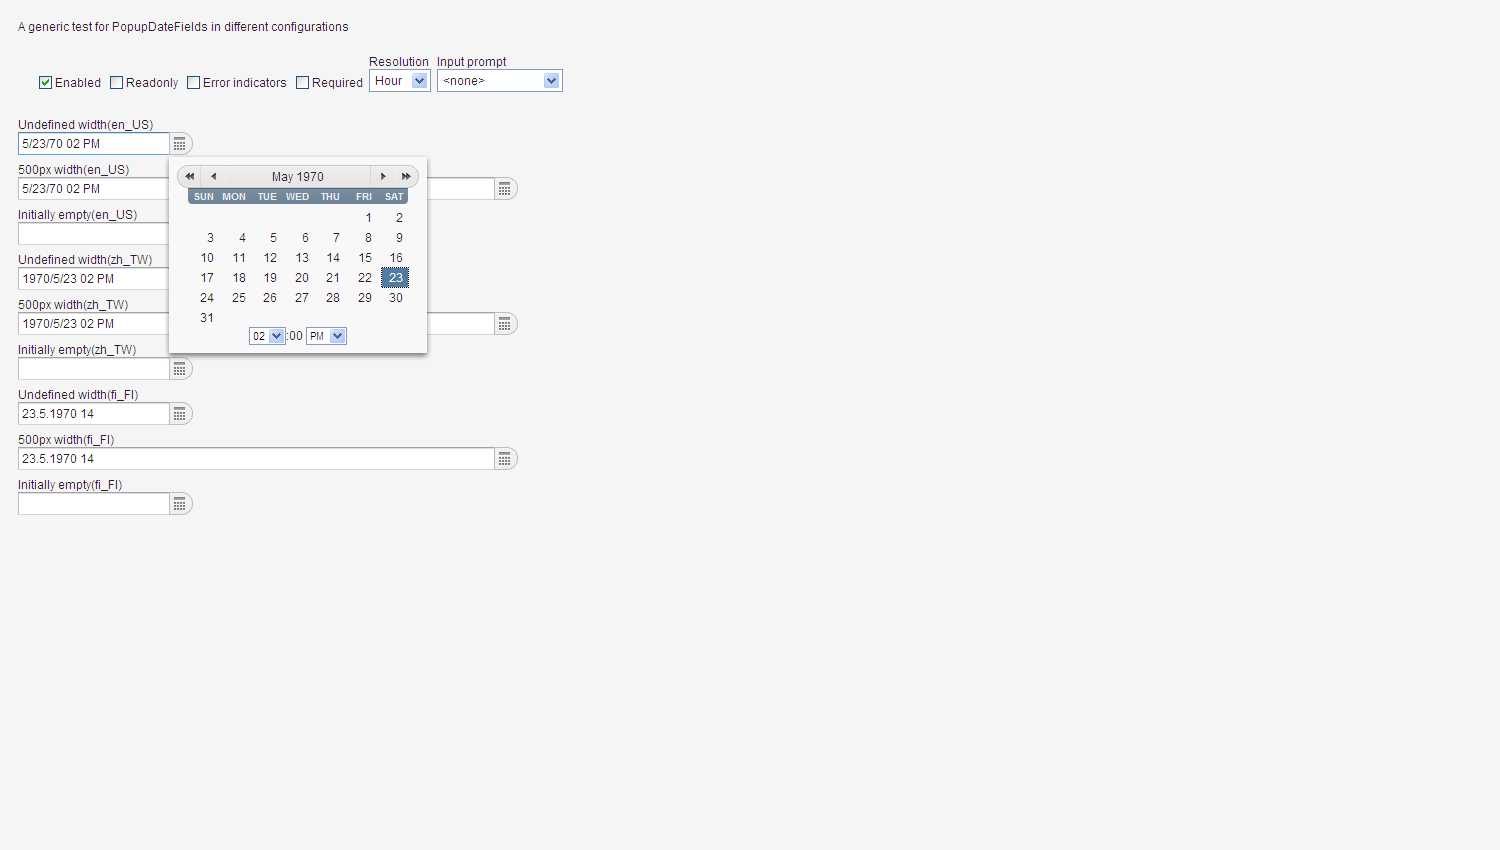 A generic test for PopupDateFields in different configurations
Resolution Input prompt
Enabled Readonly Error indicators Required Hour <none>
Undefined width(en_US)
5/23/70 02 PM
500px width(en_US)
5/23/70 02 PM
Initially empty(en_US)
Undefined width(zh_TW)
1970/5/23 02 PM
500px width(zh_TW)
1970/5/23 02 PM
Initially empty(zh_TW)
Undefined width(fi_FI)
23.5.1970 14
500px width(fi_FI)
23.5.1970 14
Initially empty(fi_FI)
May 1970
SUN MON TUE WED THU FRI SAT
1 2
3 4 5 6 7 8 9
10 11 12 13 14 15 16
17 18 19 20 21 22 23
24 25 26 27 28 29 30
31
02 :00 PM